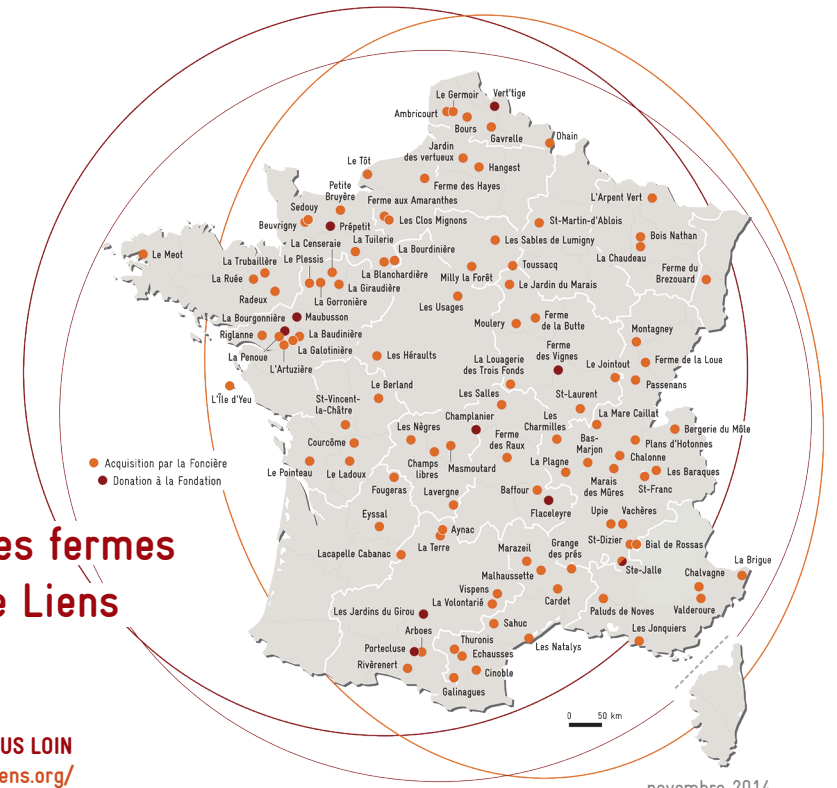 Le Germoir
Vert'tige
Ambricourt
Bours
Gavrelle
Ohain
Jardin
des vertueux
Hangest
Le Tôt
Ferme des Hayes
Petite
Bruyère
Ferme aux Amaranthes
L'Arpent Vert
Sedouy
Les Clos Mignons
St-Martin-d'Ablois
Beuvrigny
Prépetit
Bois Nathan
La Censeraie
La Tuilerie
Les Sables de Lumigny
La Chaudeau
Le Meot
La Trubaillère
Le Plessis
La Bourdinière
Ferme du
Brezouard
La Ruée
La Blanchardière
Milly la Forêt
Toussacq
La Giraudière
Le Jardin du Marais
Radeux
La Gorronière
Les Usages
La Bourgonnière
Maubusson
Moulery
Ferme
de la Butte
Montagney
Riglanne
La Baudinière
La Galotinière
La Penoue
L'Artuzière
Les Héraults
La Louagerie
des Trois Fonds
Ferme
des Vignes
Le Jointout
Ferme de la Loue
Passenans
L'Île d'Yeu
Le Berland
Les Salles
St-Laurent
St-Vincent-
la-Châtre
Champlanier
Les
Charmilles
La Mare Caillat
Bergerie du Môle
Les Nègres
Courcôme
Ferme
des Raux
Bas-
Marjon
Plans d'Hotonnes
Chalonne
Acquisition par la Foncière
Le Pointeau
Le Ladoux
Champs
libres
Masmoutard
La Plagne
Les Baraques
Donation à la Fondation
Marais
des Mûres
St-Franc
Fougeras
Lavergne
Baffour
Flaceleyre
Upie
Vachères
Eyssal
Aynac
St-Dizier
Bial de Rossas
es fermes
La Terre
Lacapelle Cabanac
Marazeil
Grange
des prés
Ste-Jalle
La Brigue
Malhaussette
Chalvagne
e Liens
Vispens
La Volontarié
Cardet
Paluds de Noves
Valderoure
Les Jardins du Girou
Sahuc
Les Jonquiers
Arboes
Thuronis
Les Natalys
Portecluse
Echausses
Rivèrenert
Cinoble
Galinagues
0 50 km
US LOIN
ens.org/
novembre 2014